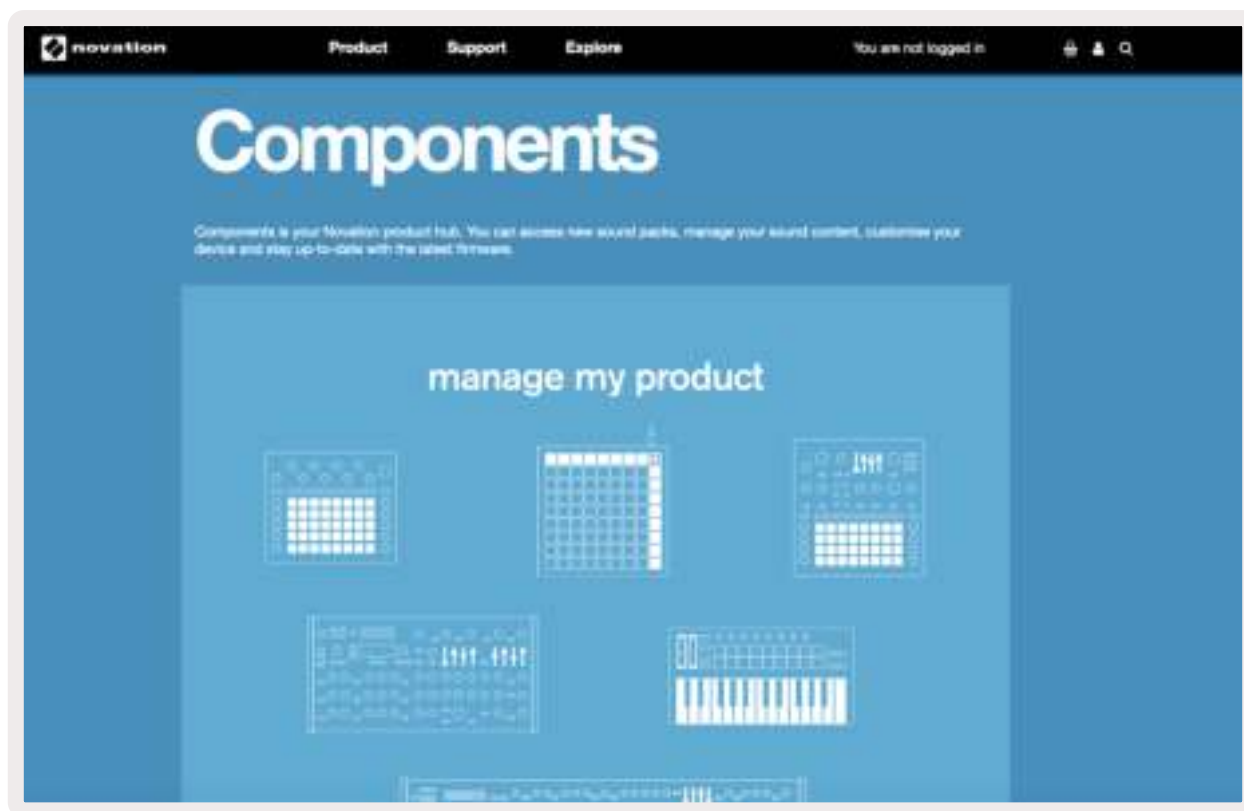 novation
Product
Support
Explore
You are not logged in
Components
Components is your Novation product hub. You can access new sound packs, manage your sound content, customise your
device and stay up-to-date with the latest firmware.
manage my product